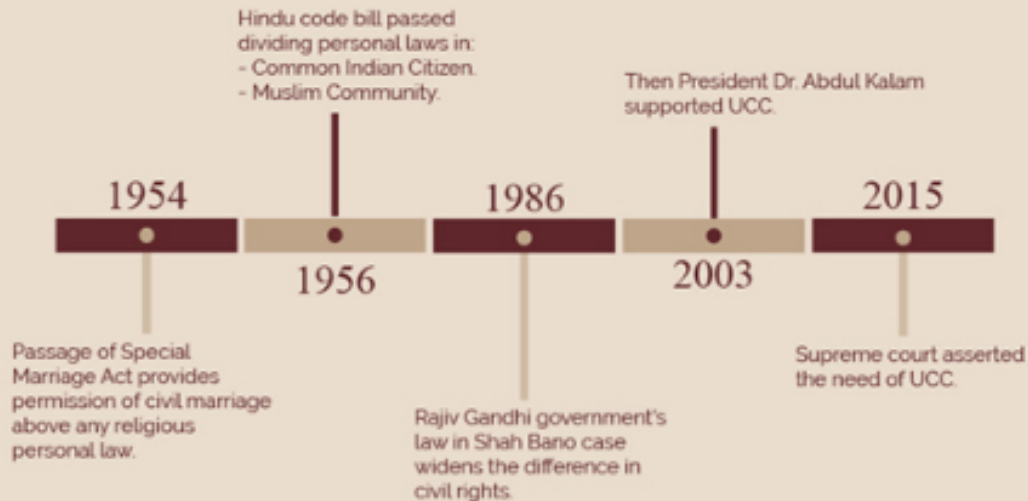 Hindu code bill passed
dividing personal laws in:
- Common Indian Citizen.
- Muslim Community.
Then President Dr. Abdul Kalam
supported UCC.
1954
1986
2015
1956
2003
Passage of Special
Marriage Act provides
permission of civil marriage
above any religious
personal law.
Rajiv Gandhi government's
law in Shah Bano case
widens the difference in
civil rights.
Supreme court asserted
the need of UCC.